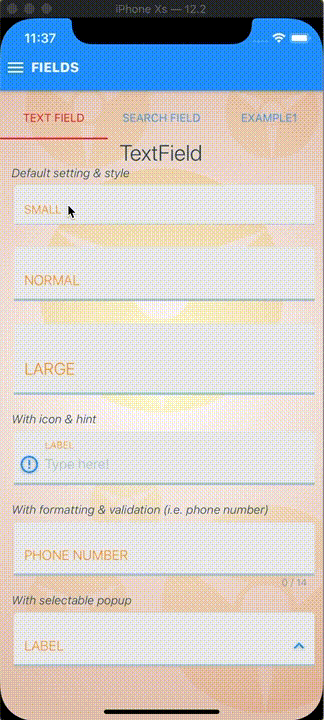 iPhone Xs — 12.2
11:37
FIELDS
TEXT FIELD SEARCH FIELD EXAMPLE1
TextField
Default setting & style
SMALL
NORMAL
LARGE
With icon & hint
LABEL
Type here!
With formatting & validation (i.e. phone number)
PHONE NUMBER
0 / 14
With selectable popup
LABEL